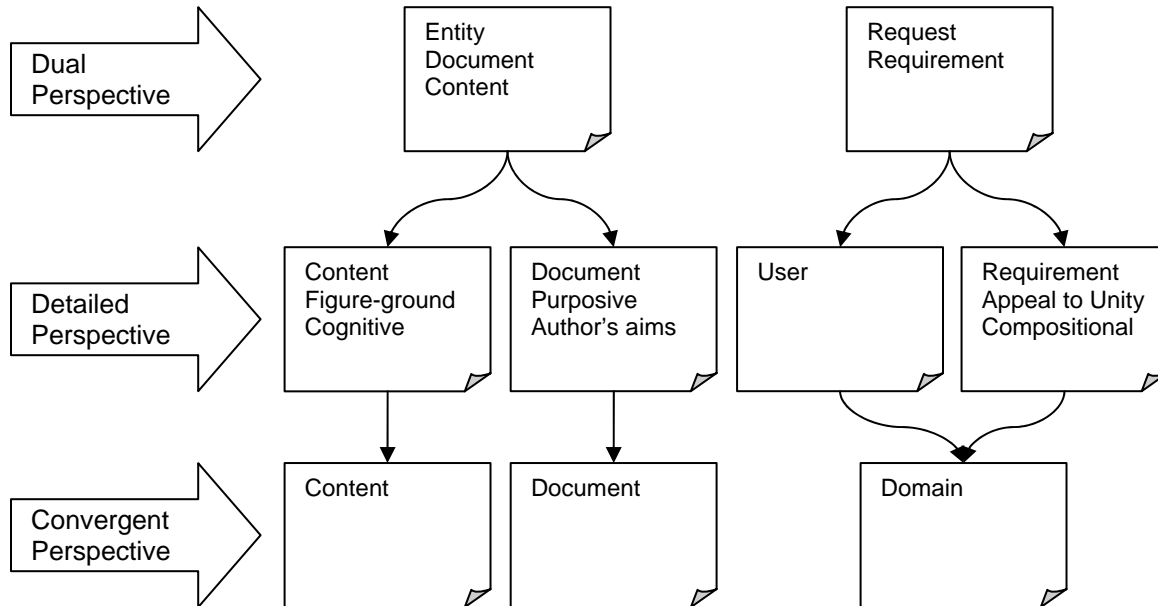 Dual
Perspective
Entity
Document
Content
Request
Requirement
Detailed
Perspective
Content
Figure-ground
Cognitive
Document
Purposive
Author's aims
User
Requirement
Appeal to Unity
Compositional
Convergent
Perspective
Content
Document
Domain